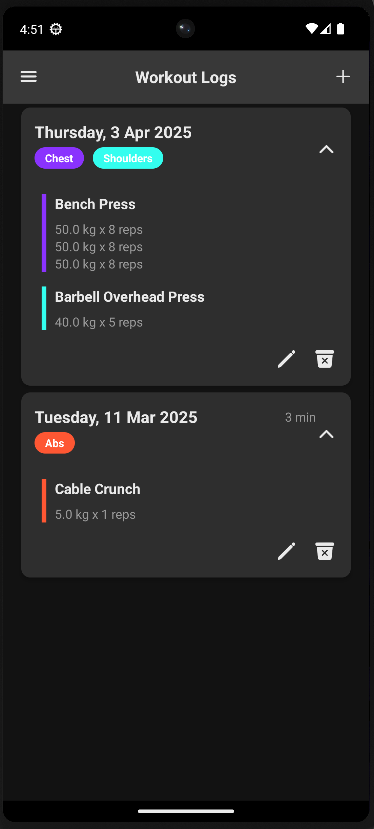 4:51
Workout Logs
Thursday, 3 Apr 2025
Chest
Shoulders
Bench Press
50.0 kg x 8 reps
50.0 kg x 8 reps
50.0 kg x 8 reps
Barbell Overhead Press
40.0 kg x 5 reps
Tuesday, 11 Mar 2025
3 min
Abs
Cable Crunch
5.0 kg x 1 reps